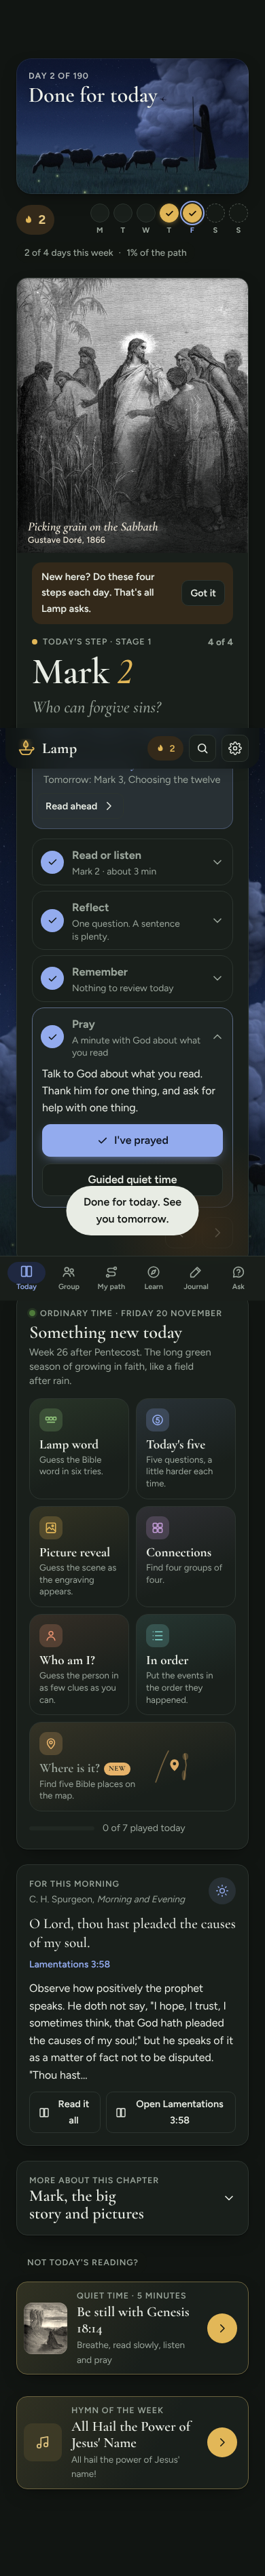 DAY 2 OF 190
Done for today
2
M T W T F S S
2 of 4 days this week · 1% of the path
Picking grain on the Sabbath
Gustave Doré, 1866
New here? Do these four
steps each day. That's all
Lamp asks.
Got it
TODAY'S STEP · STAGE 1
4 of 4
Mark 2
Who can forgive sins?
Lamp
2
Tomorrow: Mark 3, Choosing the twelve
Read ahead
Read or listen
Mark 2 · about 3 min
Reflect
One question. A sentence
is plenty.
Remember
Nothing to review today
Pray
A minute with God about what
you read
Talk to God about what you read.
Thank him for one thing, and ask for
help with one thing.
I've prayed
Guided quiet time
Done for today. See
you tomorrow.
Today
Group
My path
Learn
Journal
Ask
ORDINARY TIME · FRIDAY 20 NOVEMBER
Something new today
Week 26 after Pentecost. The long green
season of growing in faith, like a field
after rain.
Lamp word
Guess the Bible
word in six tries.
Today's five
Five questions, a
little harder each
time.
Picture reveal
Guess the scene as
the engraving
appears.
Connections
Find four groups of
four.
Who am I?
Guess the person in
as few clues as you
can.
In order
Put the events in
the order they
happened.
Where is it? NEW
Find five Bible places on
the map.
0 of 7 played today
FOR THIS MORNING
C. H. Spurgeon, Morning and Evening
O Lord, thou hast pleaded the causes
of my soul.
Lamentations 3:58
Observe how positively the prophet
speaks. He doth not say, "I hope, I trust, I
sometimes think, that God hath pleaded
the causes of my soul;" but he speaks of it
as a matter of fact not to be disputed.
"Thou hast…
Read it
all
Open Lamentations
3:58
MORE ABOUT THIS CHAPTER
Mark, the big
story and pictures
NOT TODAY'S READING?
QUIET TIME · 5 MINUTES
Be still with Genesis
18:14
Breathe, read slowly, listen
and pray
HYMN OF THE WEEK
All Hail the Power of
Jesus' Name
All hail the power of Jesus'
name!